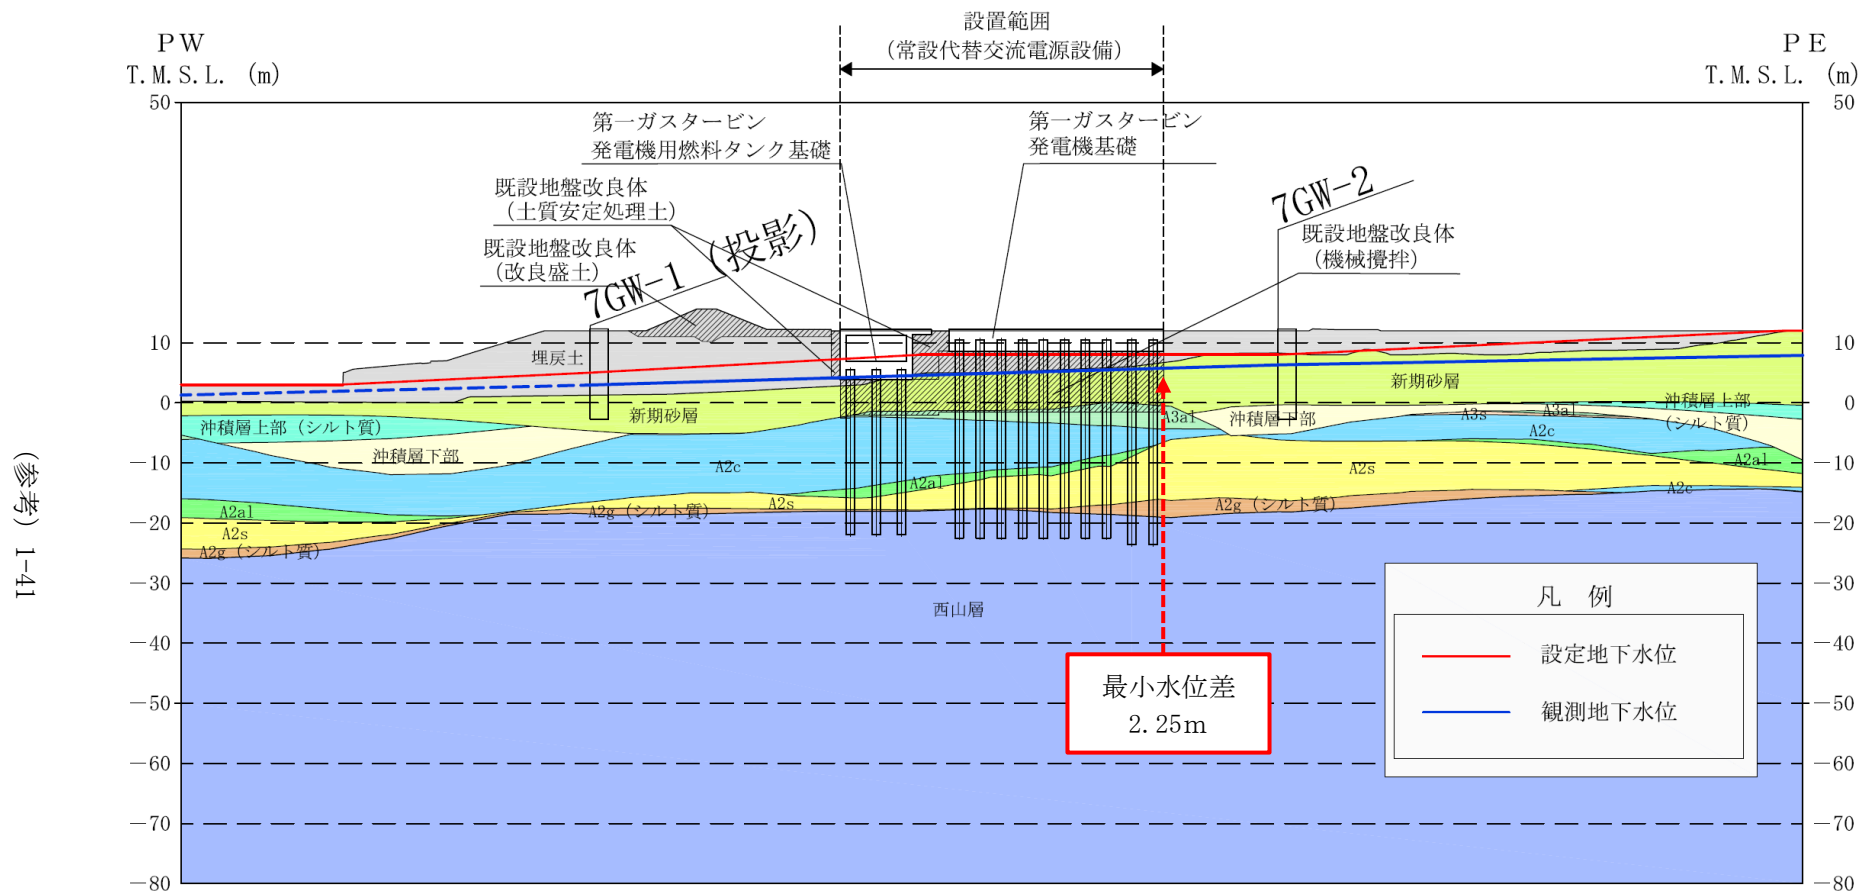 設置範囲
（常設代替交流電源設備）
PW
T.M.S.L. (m)
PE
T.M.S.L. (m)
50
10
0
−10
−20
−30
−40
−50
−60
−70
−80
50
10
0
−10
−20
−30
−40
−50
−60
−70
−80
第一ガスタービン
発電機用燃料タンク基礎
第一ガスタービン
発電機基礎
既設地盤改良体
（土質安定処理土）
既設地盤改良体
（改良盛土）
7GW-1（投影）
7GW-2
既設地盤改良体
（機械攪拌）
埋戻土
新期砂層
新期砂層
沖積層上部（シルト質）
沖積層下部
A2c
A2al
A2s
A2g（シルト質）
A2g（シルト質）
A2s
A2al
A3al
沖積層下部
A3s
A3al
沖積層上部
（シルト質）
A2c
A2al
A2s
A2c
A2g（シルト質）
西山層
最小水位差
2.25m
凡 例
設定地下水位
観測地下水位
（参考）1-41